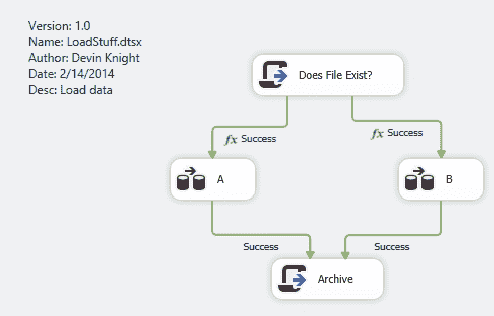 Version: 1.0
Name: LoadStuff.dtsx
Author: Devin Knight
Date: 2/14/2014
Desc: Load data
Does File Exist?
fx Success
fx Success
A
B
Success
Success
Archive